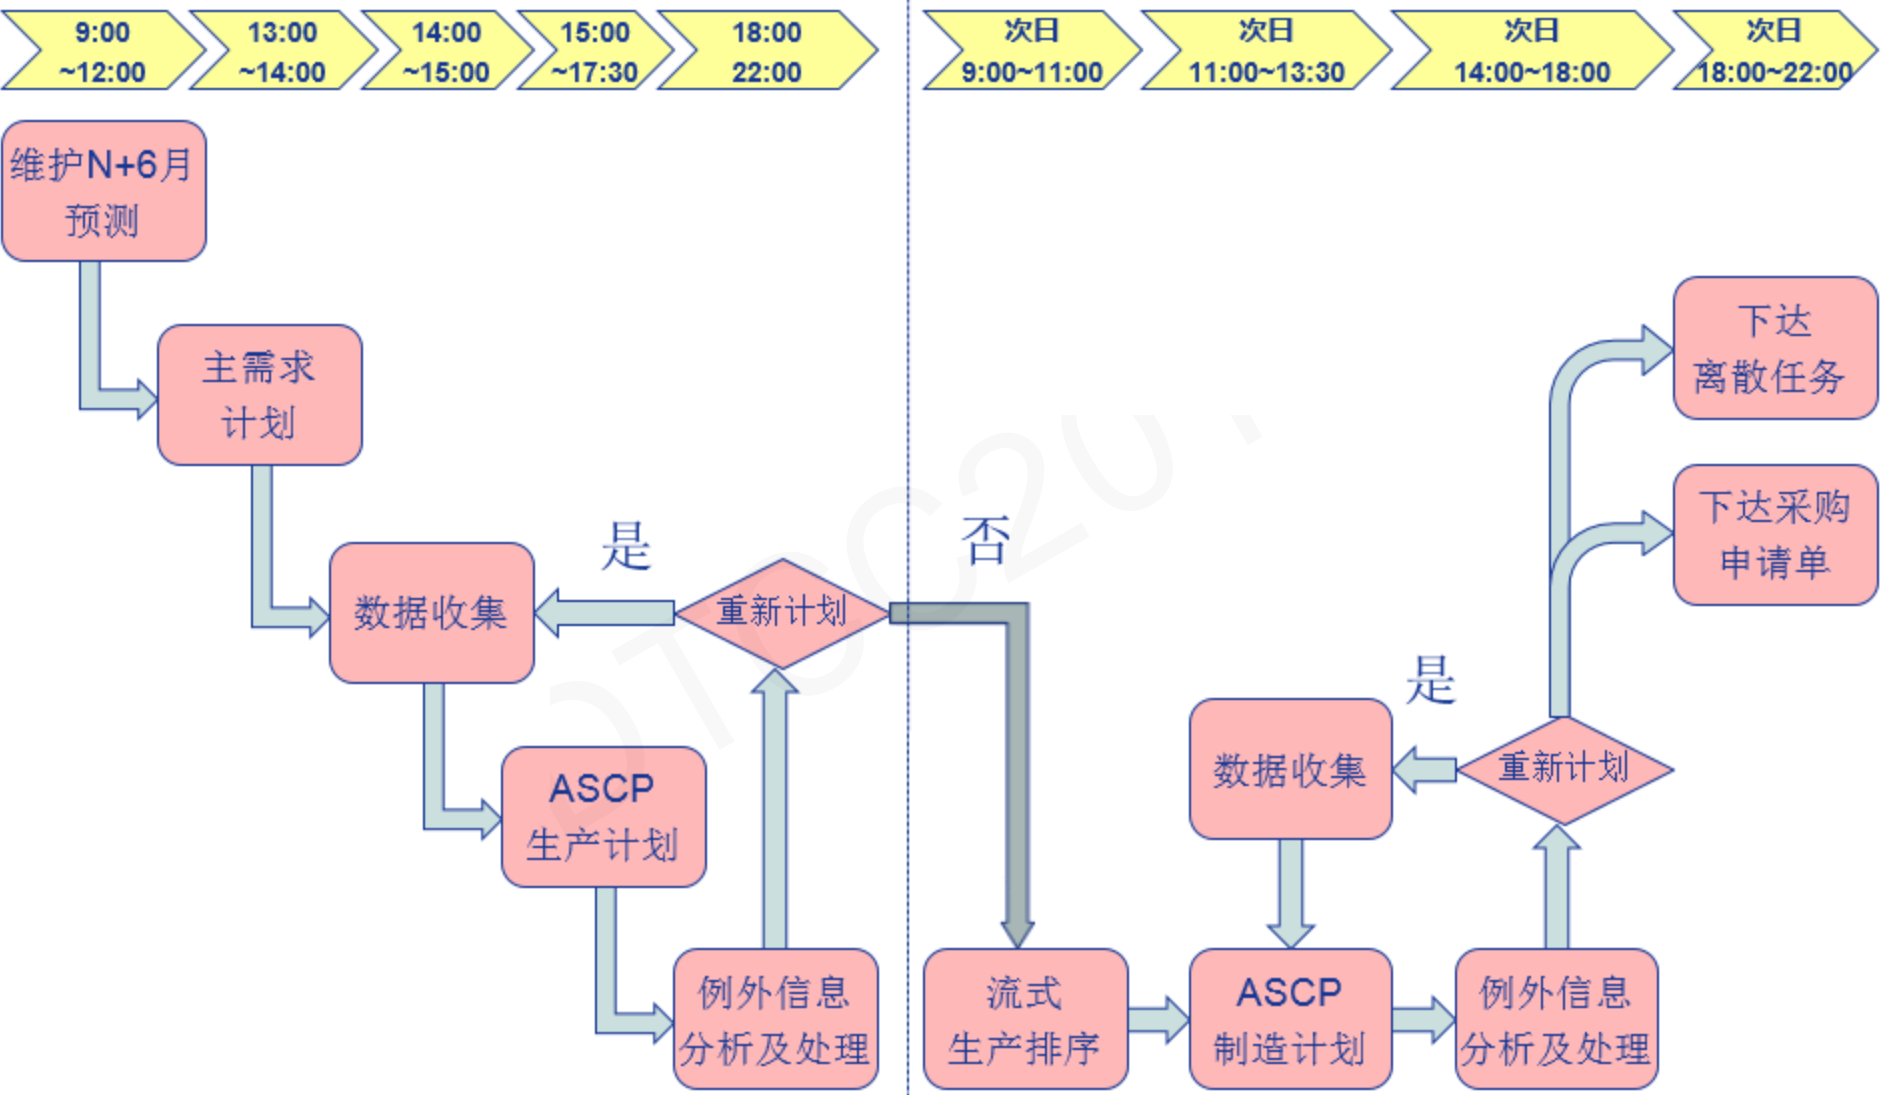 9:00
~12:00
13:00
~14:00
14:00
~15:00
15:00
~17:30
18:00
22:00
次日
9:00~11:00
次日
11:00~13:30
次日
14:00~18:00
次日
18:00~22:00
维护N+6月
预测
主需求
计划
数据收集
是
重新计划
否
ASCP
生产计划
例外信息
分析及处理
流式
生产排序
ASCP
制造计划
例外信息
分析及处理
数据收集
是
重新计划
下达
离散任务
下达采购
申请单